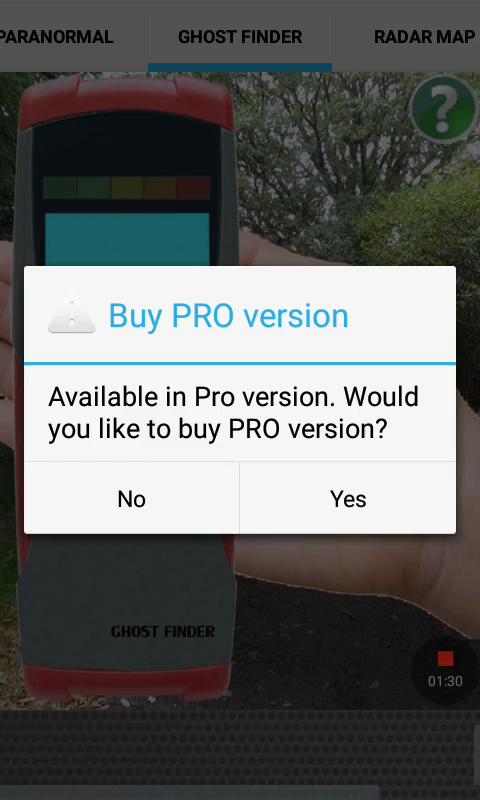 PARANORMAL
GHOST FINDER
RADAR MAP
?
Buy PRO version
Available in Pro version. Would
you like to buy PRO version?
No
Yes
GHOST FINDER
01:30